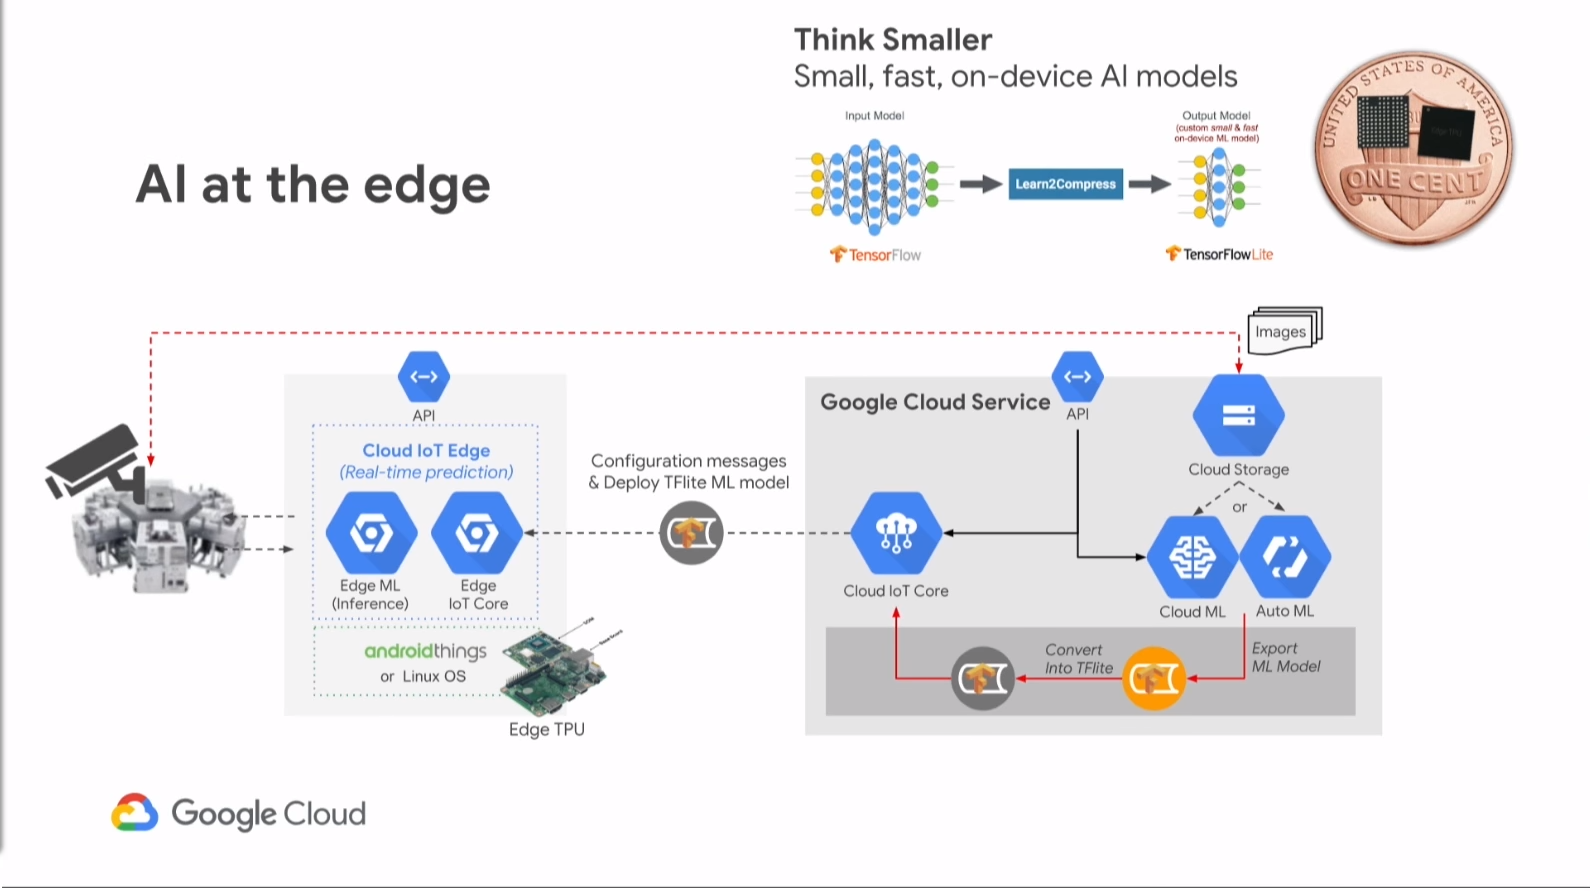 Think Smaller
Small, fast, on-device AI models
Input Model
Output Model
(custom small & fast
on-device ML model)
Learn2Compress
TensorFlow
TensorFlowLite
UNITED STATES OF AMERICA
Edge TPU
ONE CENT
AI at the edge
Images
API
Cloud IoT Edge
(Real-time prediction)
Edge ML
(Inference)
Edge
IoT Core
androidthings
or Linux OS
Edge TPU
Configuration messages
& Deploy TFlite ML model
Google Cloud Service
API
Cloud Storage
or
Cloud IoT Core
Cloud ML
Auto ML
Convert
Into TFlite
Export
ML Model
Google Cloud